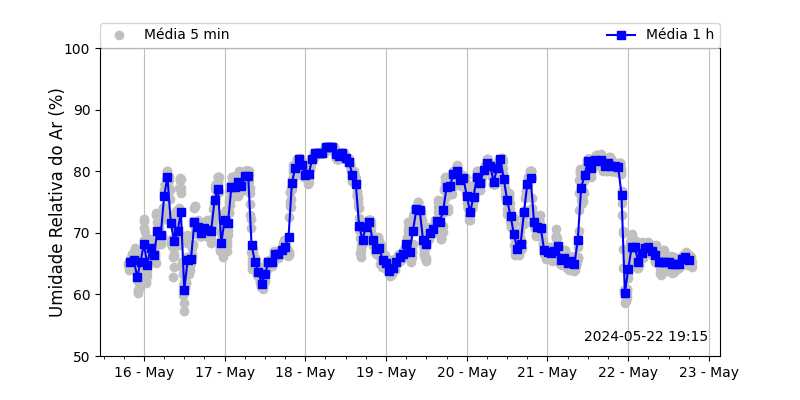 Média 5 min
Média 1 h
Umidade Relativa do Ar (%)
100
90
80
70
60
50
2024-05-22 19:15
16 - May
17 - May
18 - May
19 - May
20 - May
21 - May
22 - May
23 - May